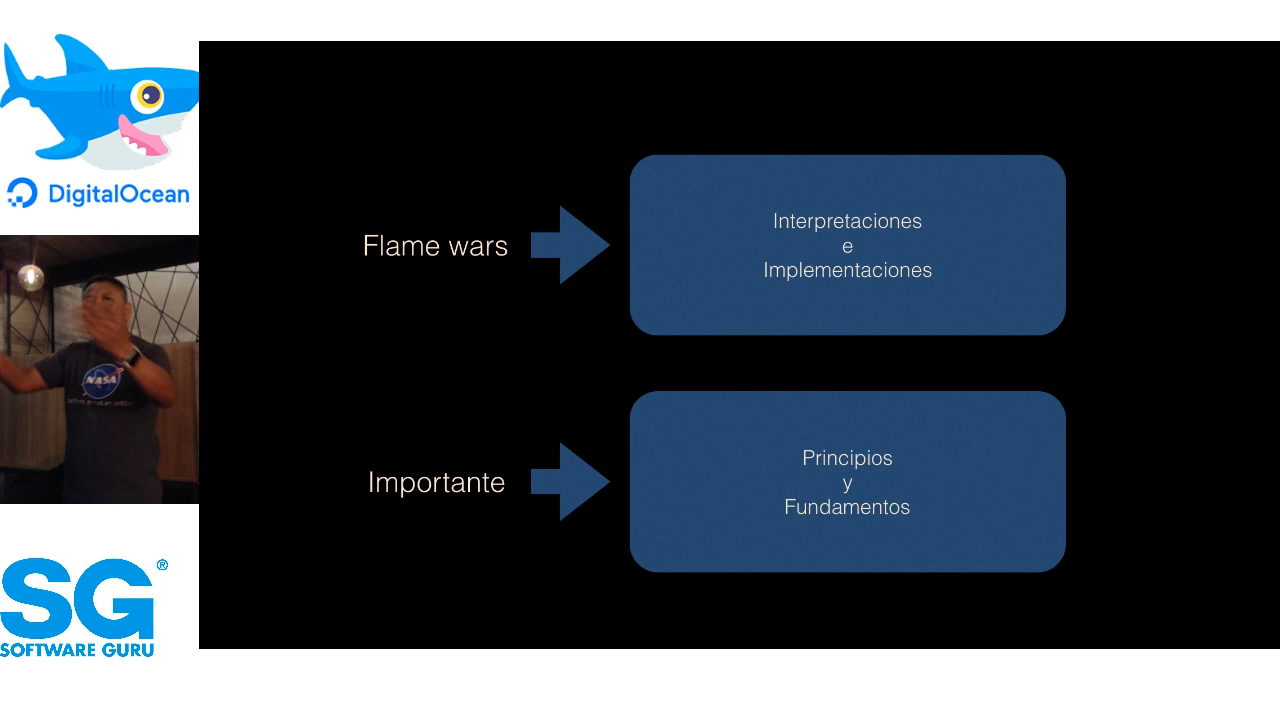 DigitalOcean
NASA
SG®
SOFTWARE GURU
Flame wars
Interpretaciones
e
Implementaciones
Importante
Principios
y
Fundamentos